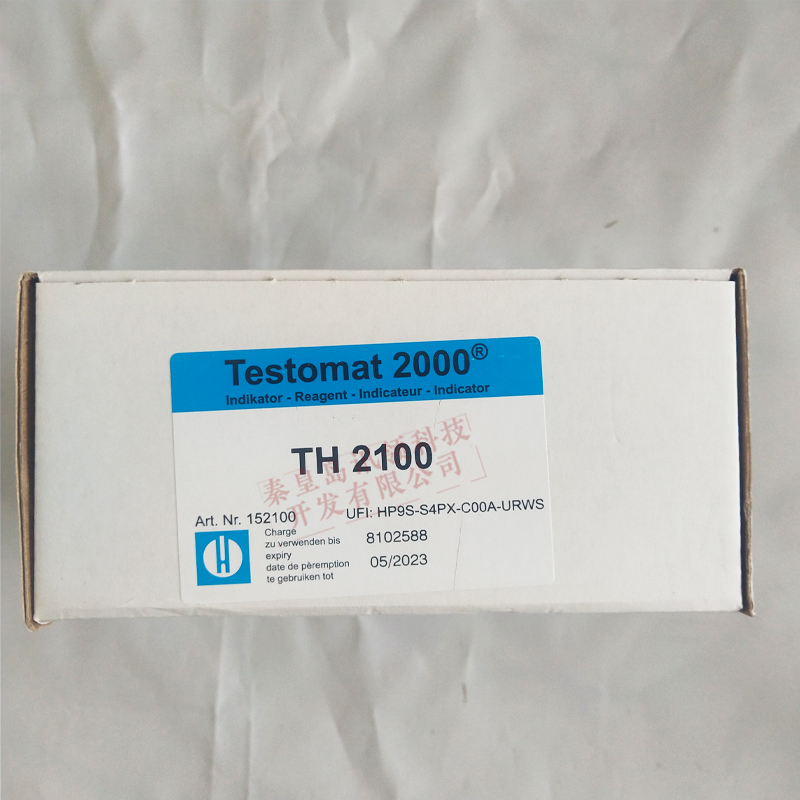 Testomat 2000®
Indikator - Reagent - Indicateur - Indicator
TH 2100
秦皇岛 科技
开发有限公司
Art. Nr. 152100
UFI: HP9S-S4PX-C00A-URWS
Charge
8102588
zu verwenden bis
expiry
05/2023
date de pèremption
te gebruiken tot